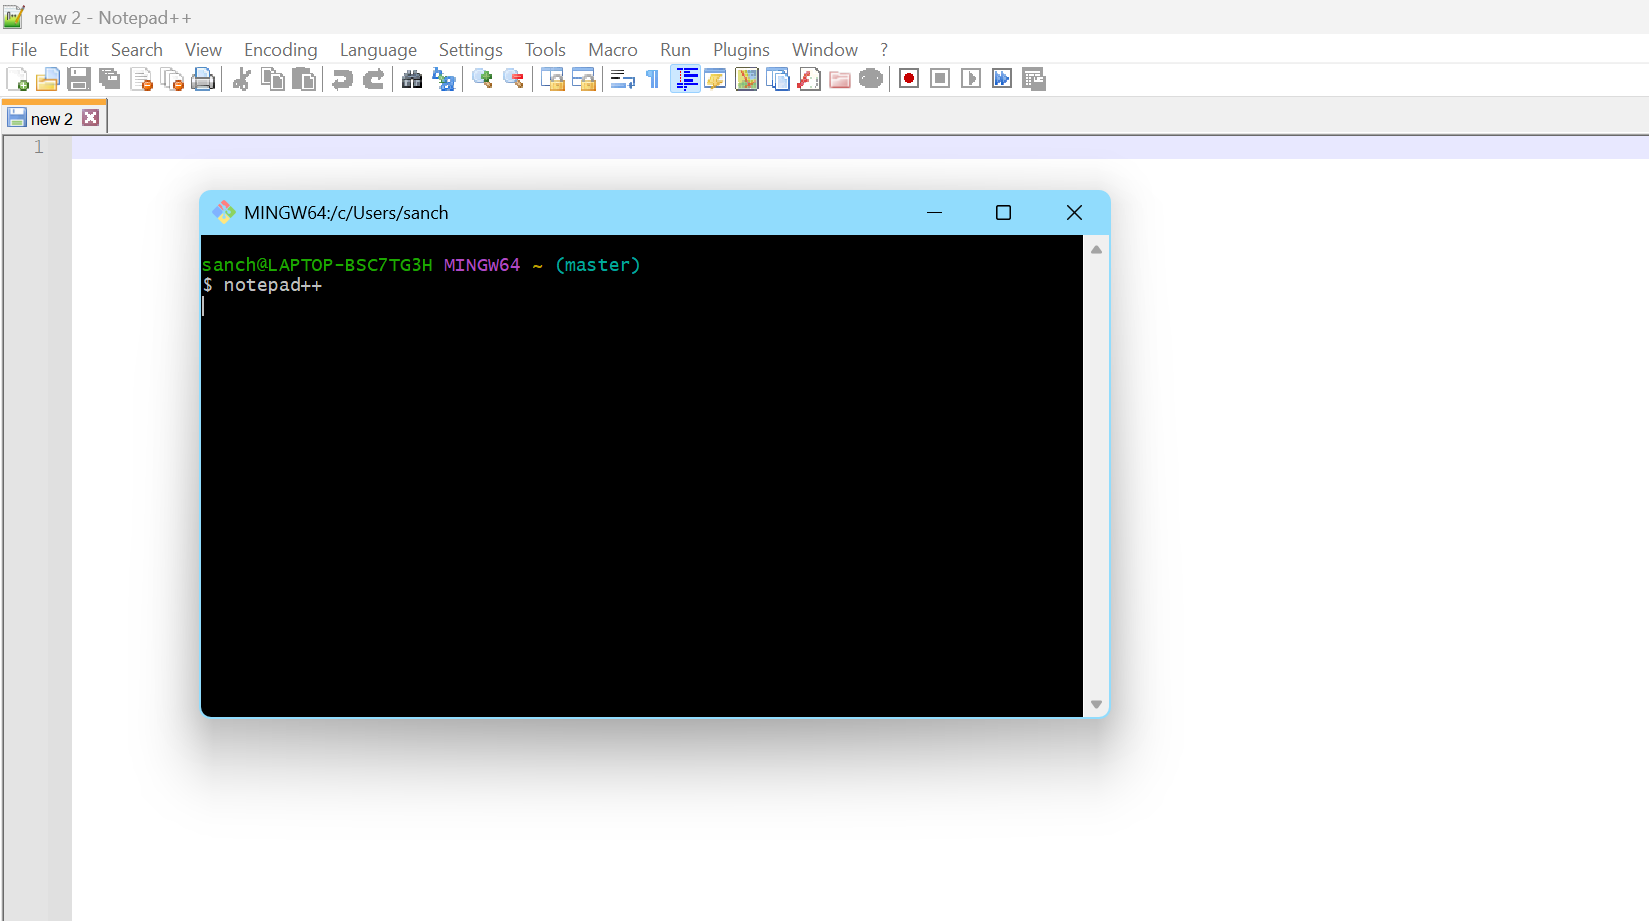 new 2 - Notepad++
File Edit Search View Encoding Language Settings Tools Macro Run Plugins Window ?
new 2
1
MINGW64:/c/Users/sanch
sanch@LAPTOP-BSC7TG3H MINGW64 ~ (master)
$ notepad++